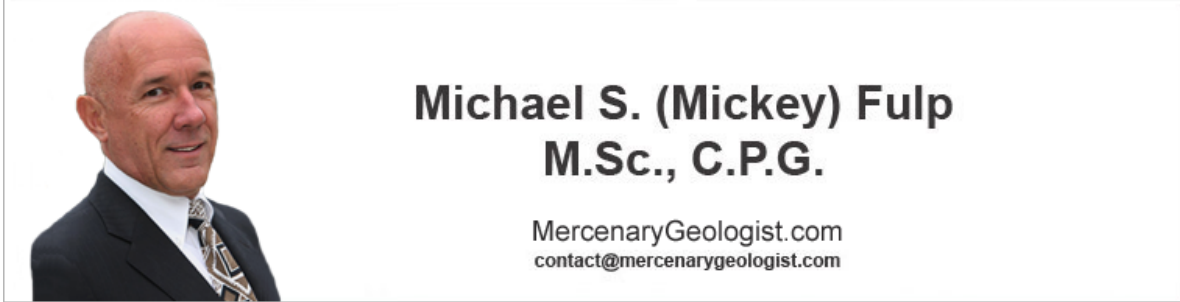 Michael S. (Mickey) Fulp
M.Sc., C.P.G.
MercenaryGeologist.com
contact@mercenarygeologist.com